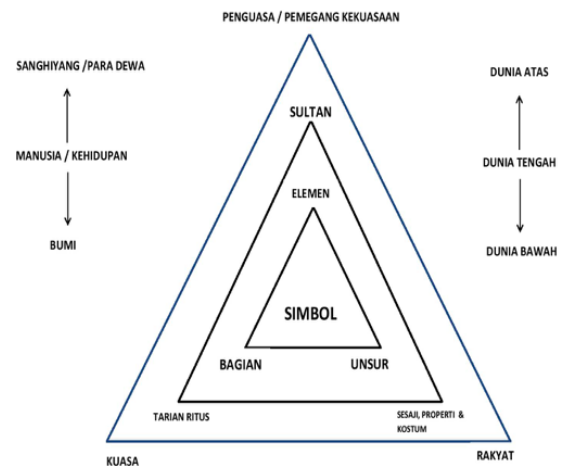 PENGUASA / PEMEGANG KEKUASAAN
SANGHIYANG /PARA DEWA
DUNIA ATAS
SULTAN
MANUSIA / KEHIDUPAN
DUNIA TENGAH
ELEMEN
BUMI
DUNIA BAWAH
SIMBOL
BAGIAN
UNSUR
TARIAN RITUS
SESAJI, PROPERTI &
KOSTUM
KUASA
RAKYAT